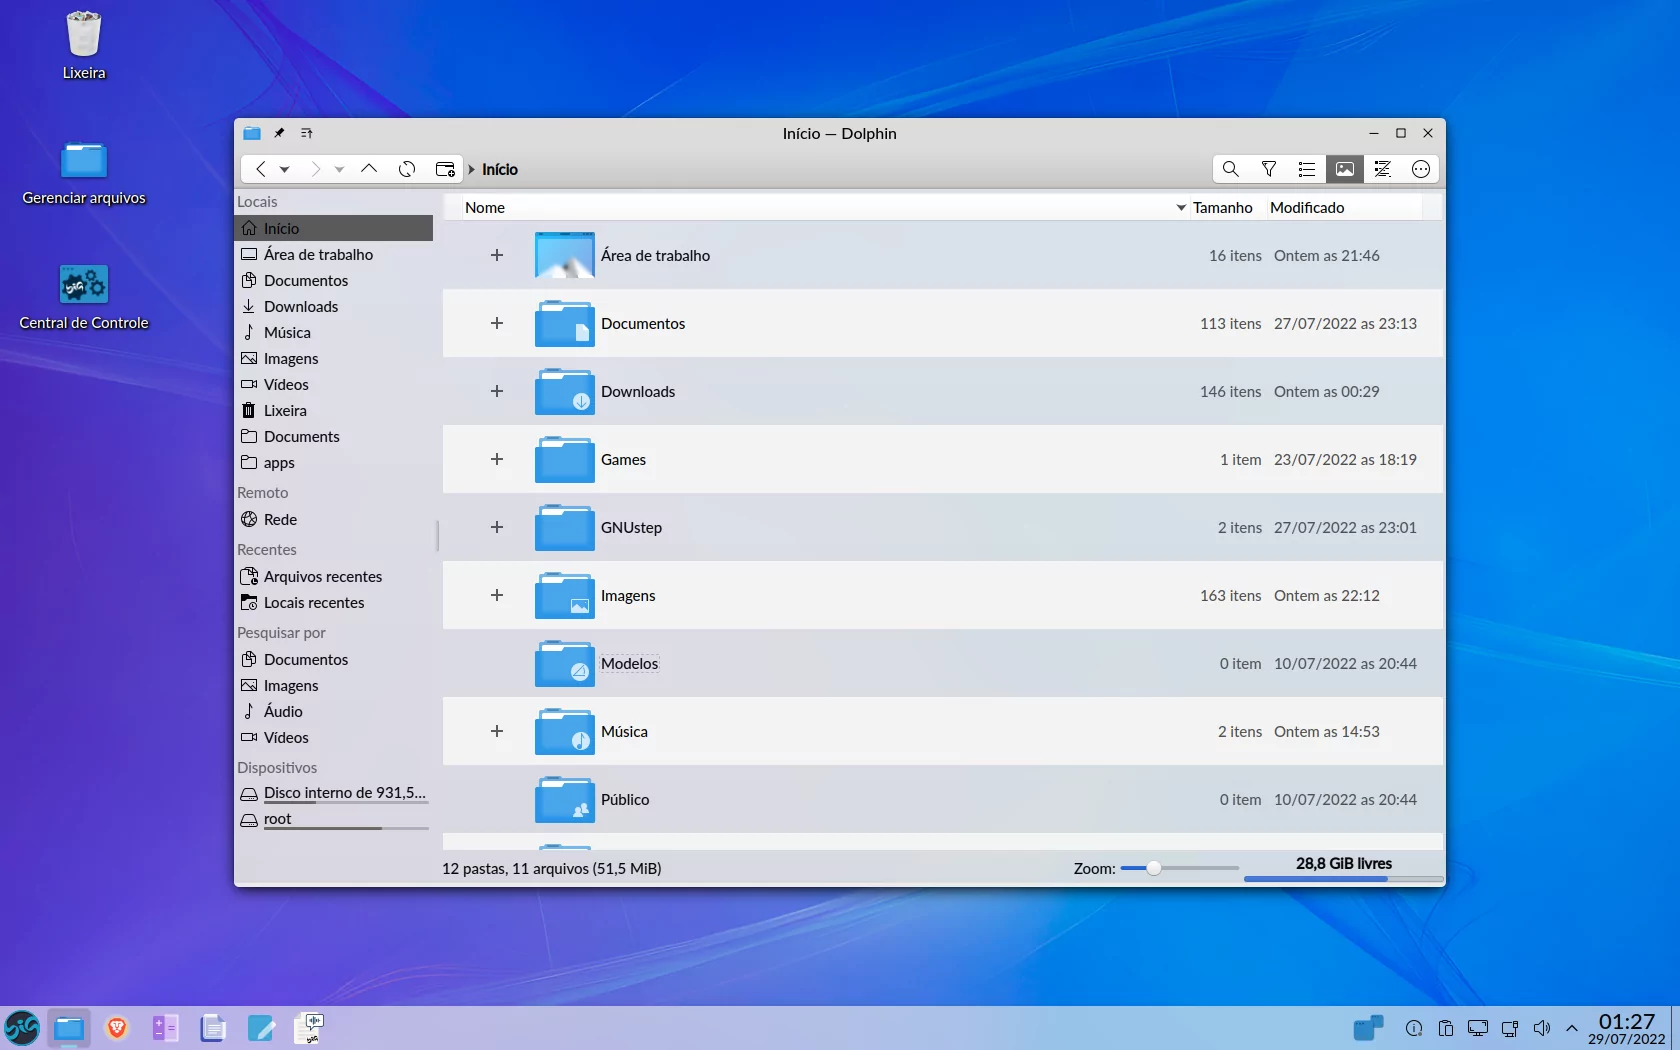 Lixeira
Gerenciar arquivos
Central de Controle
Início — Dolphin
Início
Locais
Início
Área de trabalho
Documentos
Downloads
Música
Imagens
Vídeos
Lixeira
Documents
apps
Remoto
Rede
Recentes
Arquivos recentes
Locais recentes
Pesquisar por
Documentos
Imagens
Áudio
Vídeos
Dispositivos
Disco interno de 931,5...
root
Nome Tamanho Modificado
Área de trabalho 16 itens Ontem as 21:46
Documentos 113 itens 27/07/2022 as 23:13
Downloads 146 itens Ontem as 00:29
Games 1 item 23/07/2022 as 18:19
GNUstep 2 itens 27/07/2022 as 23:01
Imagens 163 itens Ontem as 22:12
Modelos 0 item 10/07/2022 as 20:44
Música 2 itens Ontem as 14:53
Público 0 item 10/07/2022 as 20:44
12 pastas, 11 arquivos (51,5 MiB) Zoom: 28,8 GiB livres
01:27
29/07/2022